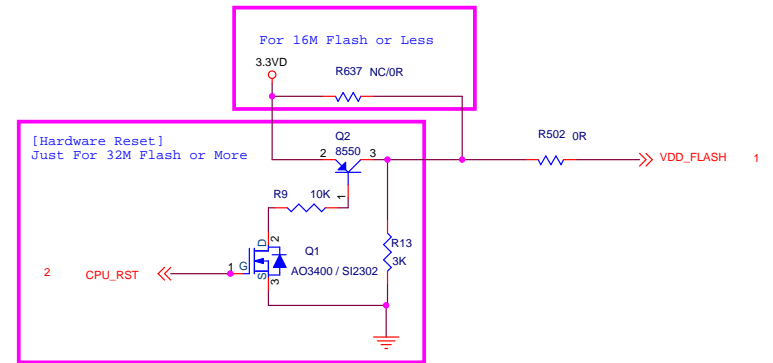 For 16M Flash or Less
3.3VD
R637 NC/0R
[Hardware Reset]
Just For 32M Flash or More
Q2
8550
2 3
1
R502 0R
VDD_FLASH 1
R9 10K
D 2
Q1
R13
3K
2 CPU_RST
1 G
S 3
AO3400 / SI2302